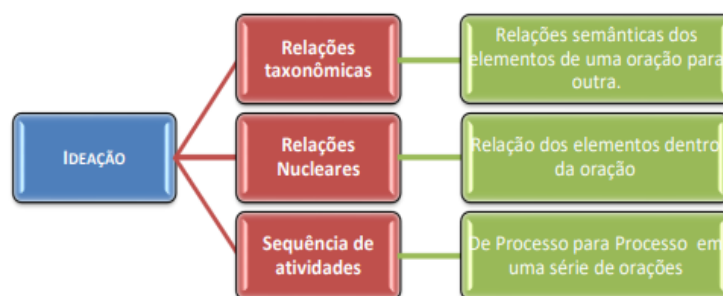 IDEAÇÃO
Relações
taxonômicas
Relações semânticas dos
elementos de uma oração para
outra.
Relações
Nucleares
Relação dos elementos dentro
da oração
Sequência de
atividades
De Processo para Processo em
uma série de orações